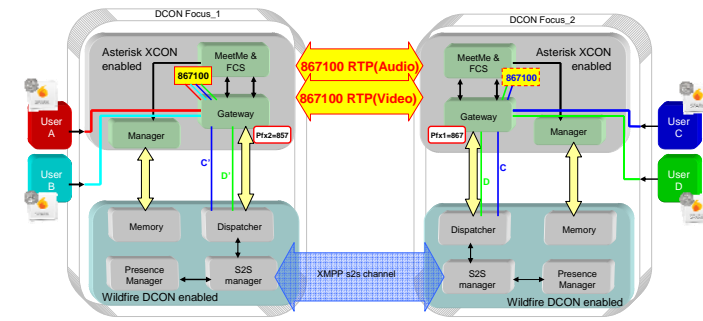 DCON Focus_1
Asterisk XCON
enabled
MeetMe &
FCS
867100
Gateway
Manager
Pfx2=857
User
A
User
B
C'
D'
Memory
Dispatcher
Presence
Manager
S2S
manager
Wildfire DCON enabled
867100 RTP(Audio)
867100 RTP(Video)
XMPP s2s channel
DCON Focus_2
MeetMe &
FCS
Asterisk XCON
enabled
867100
Gateway
Manager
Pfx1=867
User
C
User
D
D
C
Dispatcher
Memory
S2S
manager
Presence
Manager
Wildfire DCON enabled